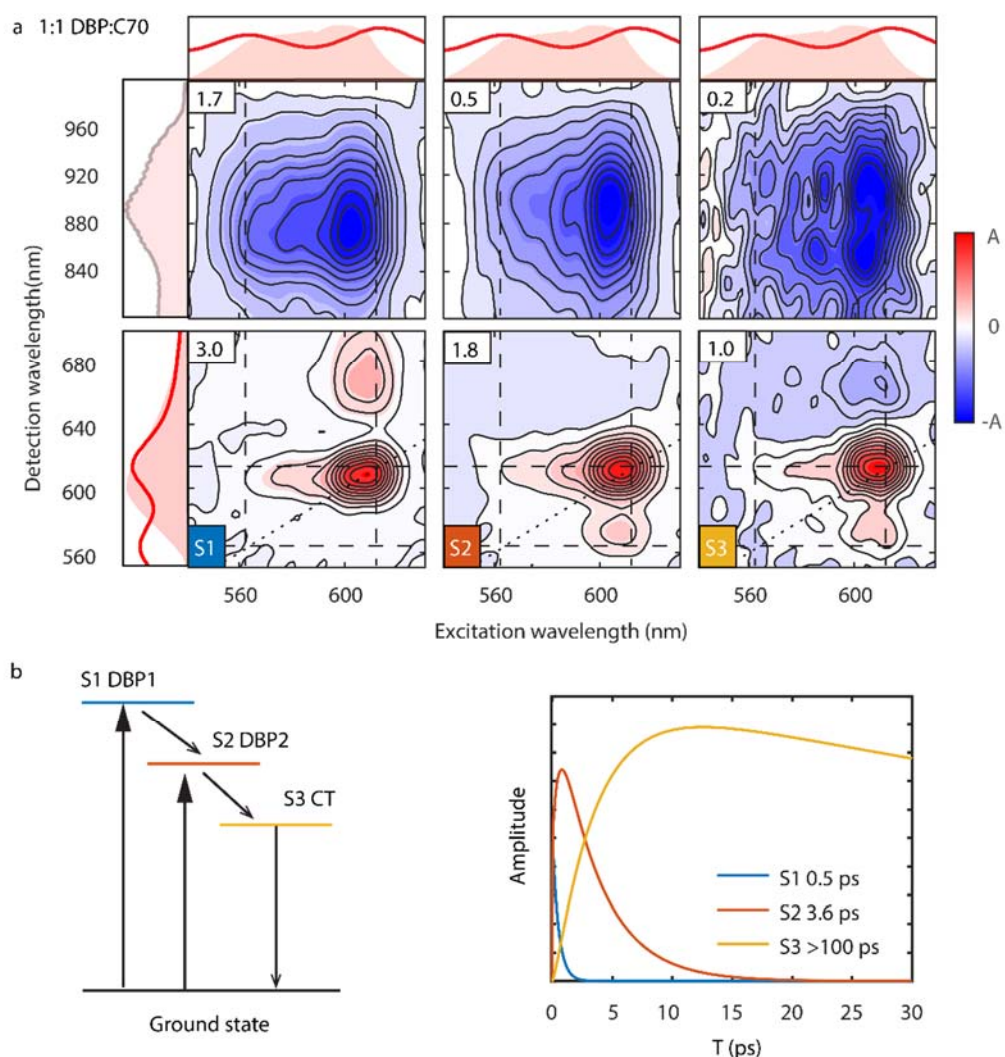 a 1:1 DBP:C70
1.7
0.5
0.2
960
920
880
840
A
0
-A
3.0
1.8
1.0
680
640
600
560
Detection wavelength(nm)
S1
S2
S3
560 600
560 600
560 600
Excitation wavelength (nm)
b
S1 DBP1
S2 DBP2
S3 CT
Ground state
Amplitude
S1 0.5 ps
S2 3.6 ps
S3 >100 ps
0 5 10 15 20 25 30
T (ps)